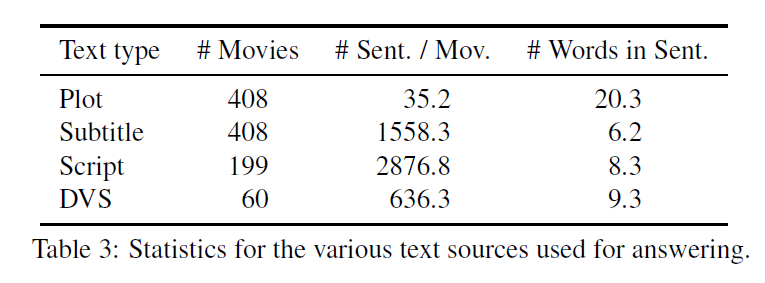 Text type # Movies # Sent. / Mov. # Words in Sent.
Plot 408 35.2 20.3
Subtitle 408 1558.3 6.2
Script 199 2876.8 8.3
DVS 60 636.3 9.3
Table 3: Statistics for the various text sources used for answering.